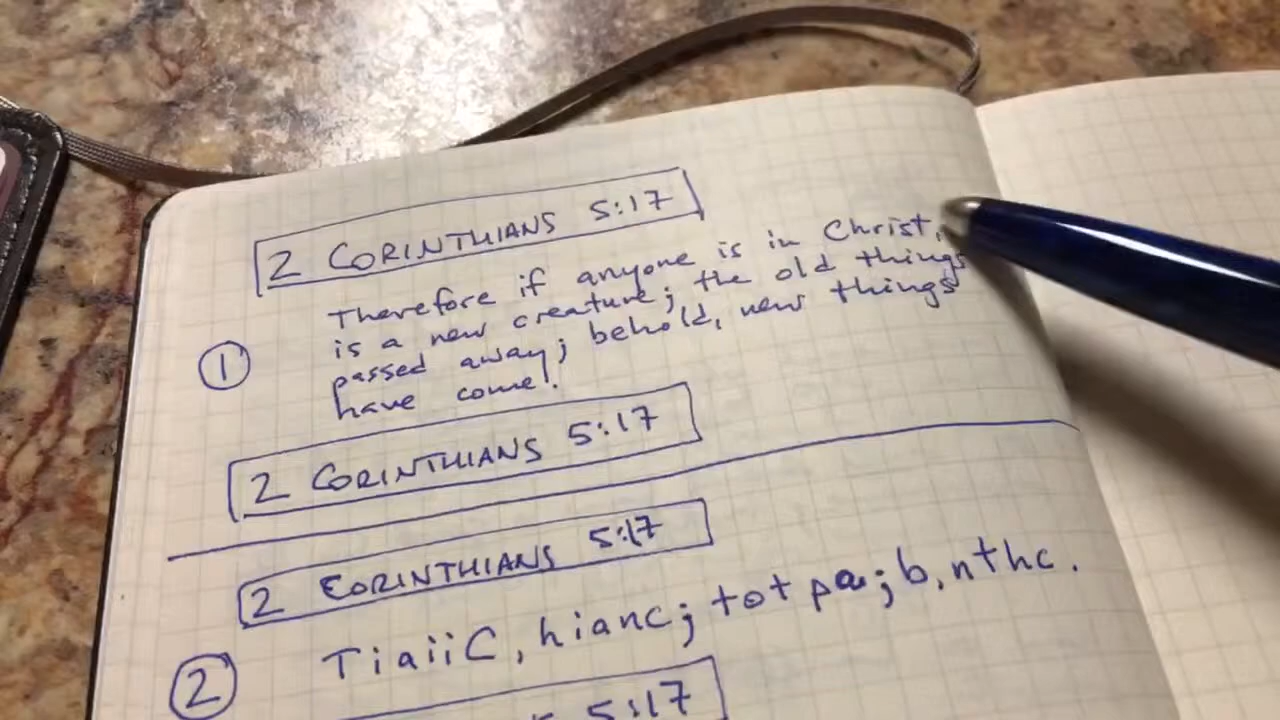 2 CORINTHIANS 5:17
Therefore if anyone is in Christ,
is a new creature; the old things
passed away; behold, new things
have come!
1
2 CORINTHIANS 5:17
2 CORINTHIANS 5:17
TiaiiC, hianc; tot pa; b, nthc.
2
5:17